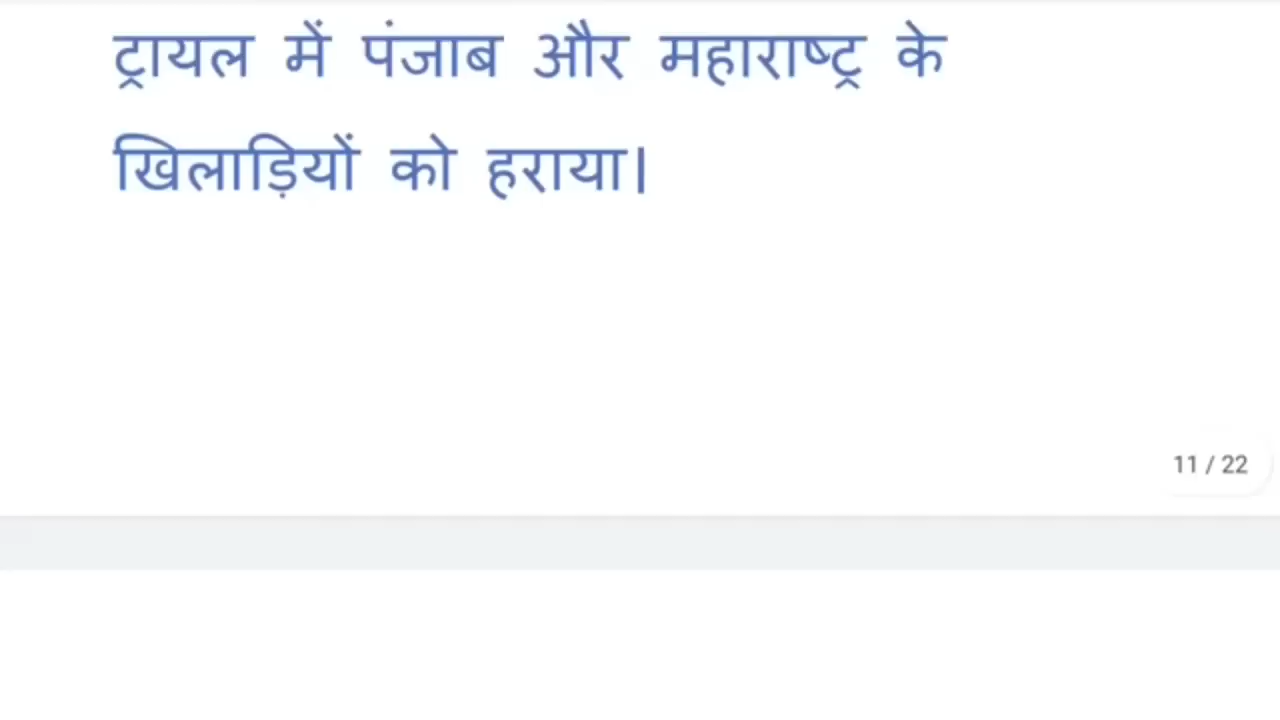 ट्रायल में पंजाब और महाराष्ट्र के
खिलाड़ियों को हराया।
11 / 22